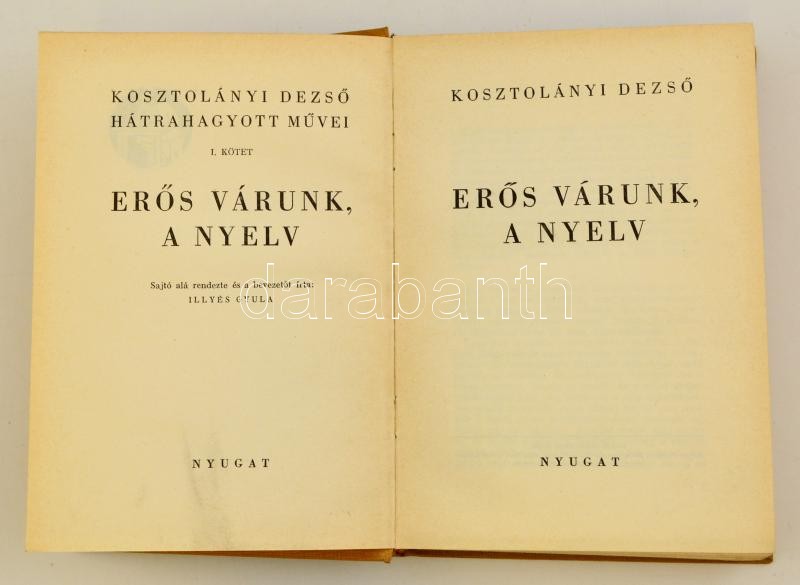 KOSZTOLÁNYI DEZSŐ
HÁTRAHAGYOTT MŰVEI
I. KÖTET
ERŐS VÁRUNK,
A NYELV
Sajtó alá rendezte és a bevezetőt írta:
ILLYÉS GYULA
NYUGAT
KOSZTOLÁNYI DEZSŐ
ERŐS VÁRUNK,
A NYELV
NYUGAT
darabanth